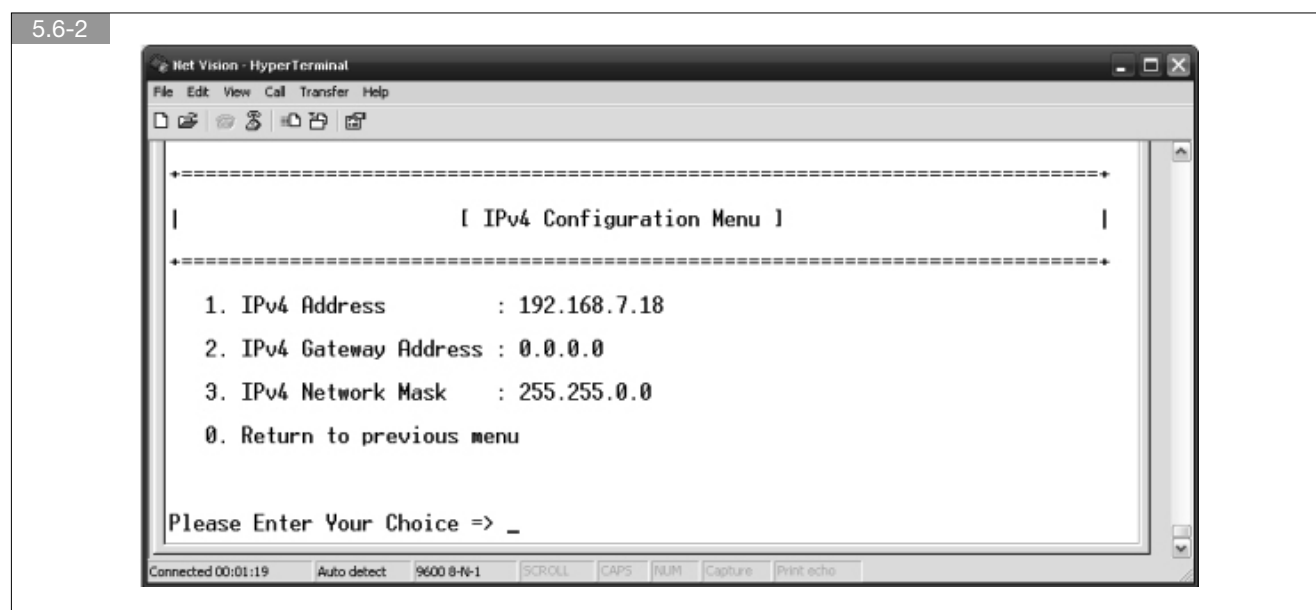 5.6-2
Net Vision - HyperTerminal
File Edit View Call Transfer Help
+============================================================================+
| [ IPv4 Configuration Menu ] |
+============================================================================+
1. IPv4 Address : 192.168.7.18
2. IPv4 Gateway Address : 0.0.0.0
3. IPv4 Network Mask : 255.255.0.0
0. Return to previous menu
Please Enter Your Choice => _
Connected 00:01:19 Auto detect 9600 8-N-1 SCROLL CAPS NUM Capture Print echo